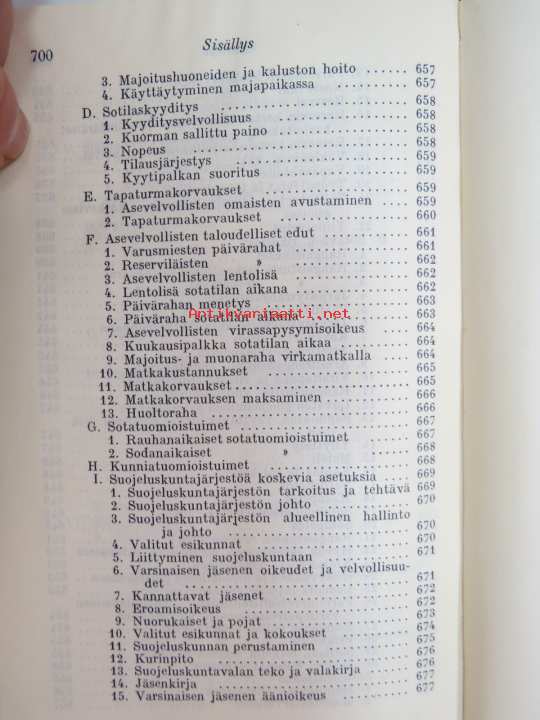 700
Sisällys
3. Majoitushuoneiden ja kaluston hoito ...... 657
4. Käyttäytyminen majapaikassa .......... 657
D. Sotilaskyyditys .......................... 658
1. Kyyditysvelvollisuus .................... 658
2. Kuorman sallittu paino .................. 658
3. Nopeus ................................ 658
4. Tilausjärjestys .......................... 659
5. Kyytipalkan suoritus .................... 659
E. Tapaturmakorvaukset .................... 659
1. Asevelvollisten omaisten avustaminen .... 659
2. Tapaturmakorvaukset .................. 660
F. Asevelvollisten taloudelliset edut ............ 661
1. Varusmiesten päivärahat ................ 661
2. Reserviläisten » ................ 662
3. Asevelvollisten lentolisä ................ 662
4. Lentolisä sotatilan aikana .............. 662
5. Päivärahan menetys .................... 663
6. Päiväraha sotatilan aikana .............. 663
7. Asevelvollisten virassapysymisoikeus ...... 664
8. Kuukausipalkka sotatilan aikaa .......... 664
9. Majoitus- ja muonaraha virkamatkalla .... 664
10. Matkakustannukset .................... 665
11. Matkakorvaukset ...................... 665
12. Matkakorvauksen maksaminen .......... 666
13. Huoltoraha .......................... 666
G. Sotatuomioistuimet ...................... 667
1. Rauhanaikaiset sotatuomioistuimet ...... 667
2. Sodanaikaiset » ...... 668
H. Kunniatuomioistuimet .................... 668
I. Suojeluskuntajärjestöä koskevia asetuksia .... 669
1. Suojeluskuntajärjestön tarkoitus ja tehtävä 669
2. Suojeluskuntajärjestön johto ............ 670
3. Suojeluskuntajärjestön alueellinen hallinto
ja johto .............................. 670
4. Valitut esikunnat ...................... 670
5. Liittyminen suojeluskuntaan ............ 671
6. Varsinaisen jäsenen oikeudet ja velvollisuu-
det .................................. 671
7. Kannattavat jäsenet .................... 672
8. Eroamisoikeus ........................ 672
9. Nuorukaiset ja pojat .................... 673
10. Valitut esikunnat ja kokoukset .......... 674
11. Suojeluskunnan perustaminen .......... 675
12. Kurinpito ............................ 676
13. Suojeluskuntavalan teko ja valakirja ...... 676
14. Jäsenkirja ............................ 677
15. Varsinaisen jäsenen äänioikeus .......... 677
Antikvariaatti.net